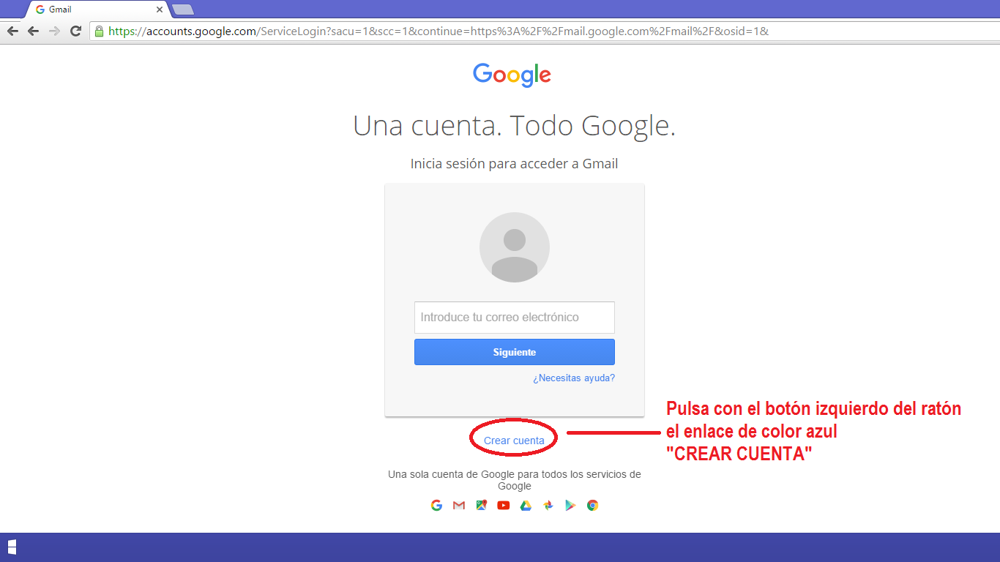 Gmail
https://accounts.google.com/ServiceLogin?sacu=1&scc=1&continue=https%3A%2F%2Fmail.google.com%2Fmail%2F&osid=1&
Google
Una cuenta. Todo Google.
Inicia sesión para acceder a Gmail
Introduce tu correo electrónico
Siguiente
¿Necesitas ayuda?
Pulsa con el botón izquierdo del ratón
el enlace de color azul
"CREAR CUENTA"
Crear cuenta
Una sola cuenta de Google para todos los servicios de
Google